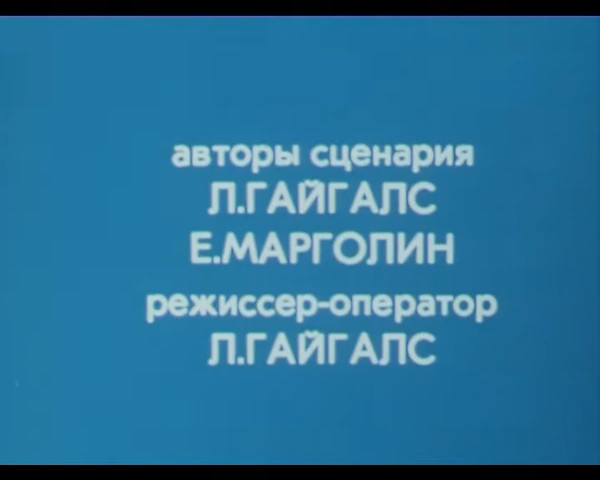 авторы сценария
Л.ГАЙГАЛС
Е.МАРГОЛИН
режиссер-оператор
Л.ГАЙГАЛС